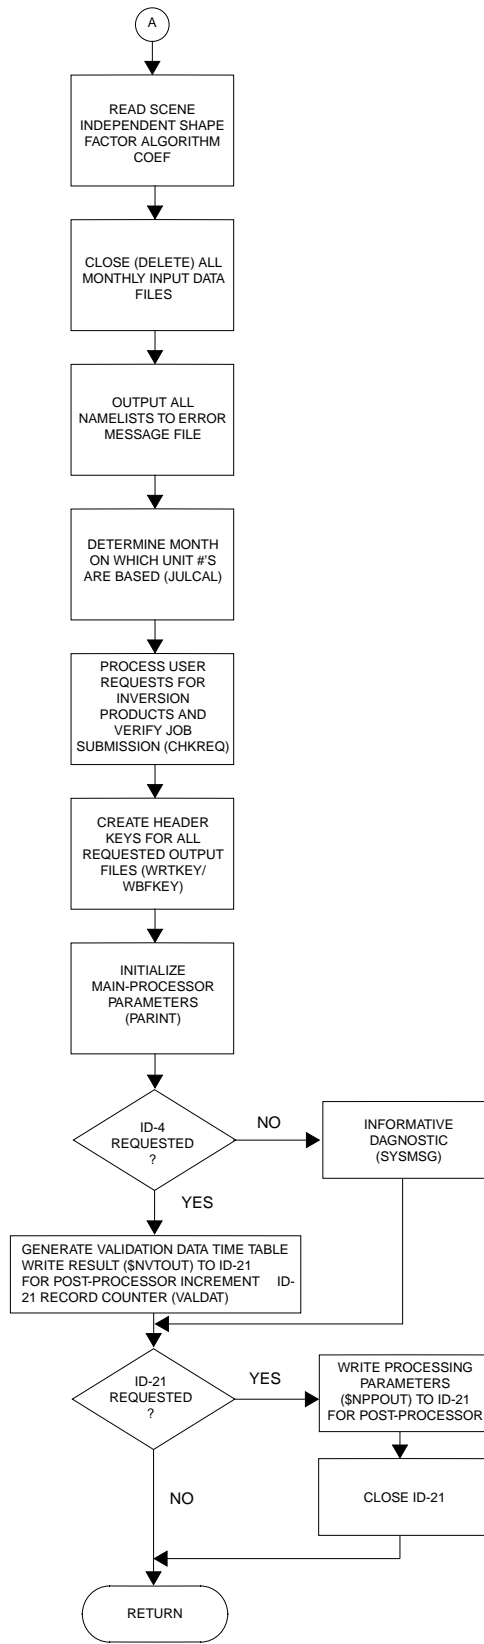 A
READ SCENE
INDEPENDENT SHAPE
FACTOR ALGORITHM
COEF
CLOSE (DELETE) ALL
MONTHLY INPUT DATA
FILES
OUTPUT ALL
NAMELISTS TO ERROR
MESSAGE FILE
DETERMINE MONTH
ON WHICH UNIT #'S
ARE BASED (JULCAL)
PROCESS USER
REQUESTS FOR
INVERSION
PRODUCTS AND
VERIFY JOB
SUBMISSION (CHKREQ)
CREATE HEADER
KEYS FOR ALL
REQUESTED OUTPUT
FILES (WRTKEY/
WBFKEY)
INITIALIZE
MAIN-PROCESSOR
PARAMETERS
(PARINT)
ID-4
REQUESTED
?
NO
INFORMATIVE
DAGNOSTIC
(SYSMSG)
YES
GENERATE VALIDATION DATA TIME TABLE
WRITE RESULT ($NVTOUT) TO ID-21
FOR POST-PROCESSOR INCREMENT ID-
21 RECORD COUNTER (VALDAT)
ID-21
REQUESTED
?
YES
WRITE PROCESSING
PARAMETERS
($NPPOUT) TO ID-21
FOR POST-PROCESSOR
NO
CLOSE ID-21
RETURN